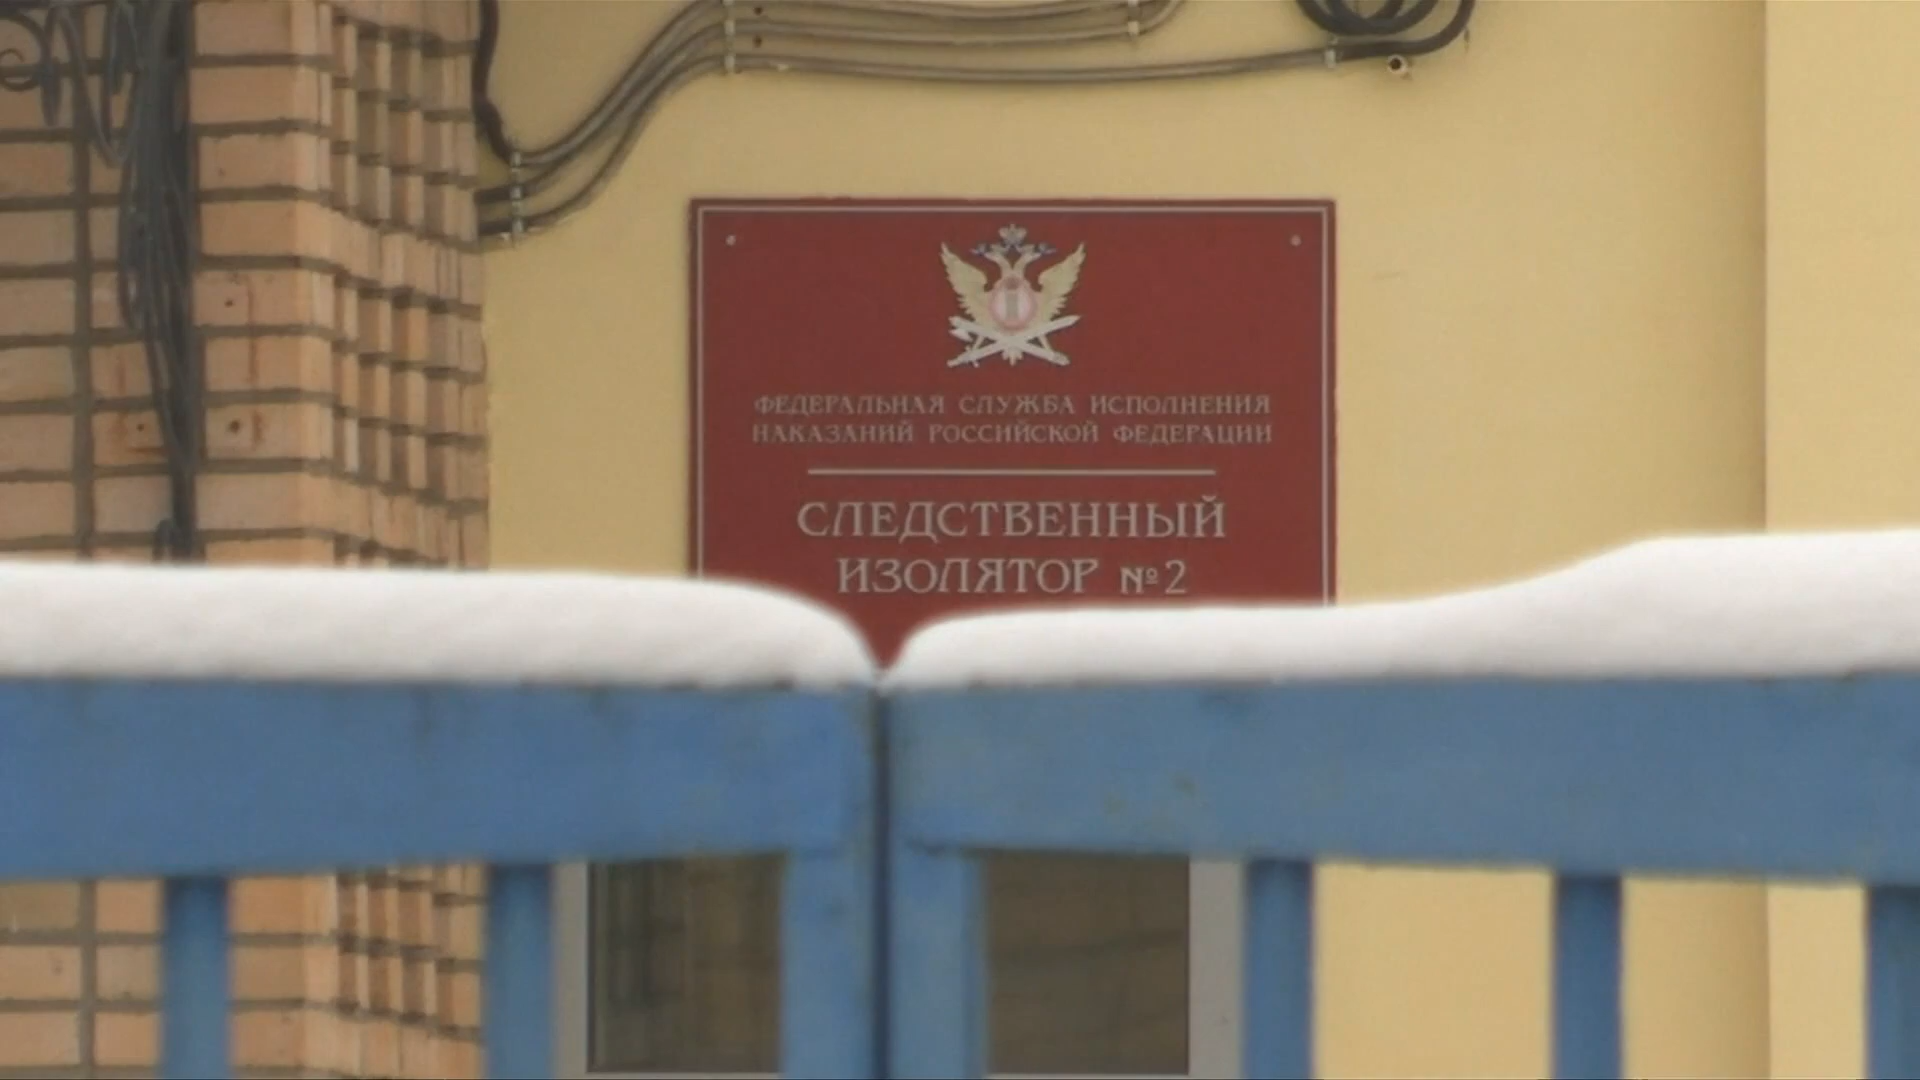 ФЕДЕРАЛЬНАЯ СЛУЖБА ИСПОЛНЕНИЯ
НАКАЗАНИЙ РОССИЙСКОЙ ФЕДЕРАЦИИ
СЛЕДСТВЕННЫЙ
ИЗОЛЯТОР №2